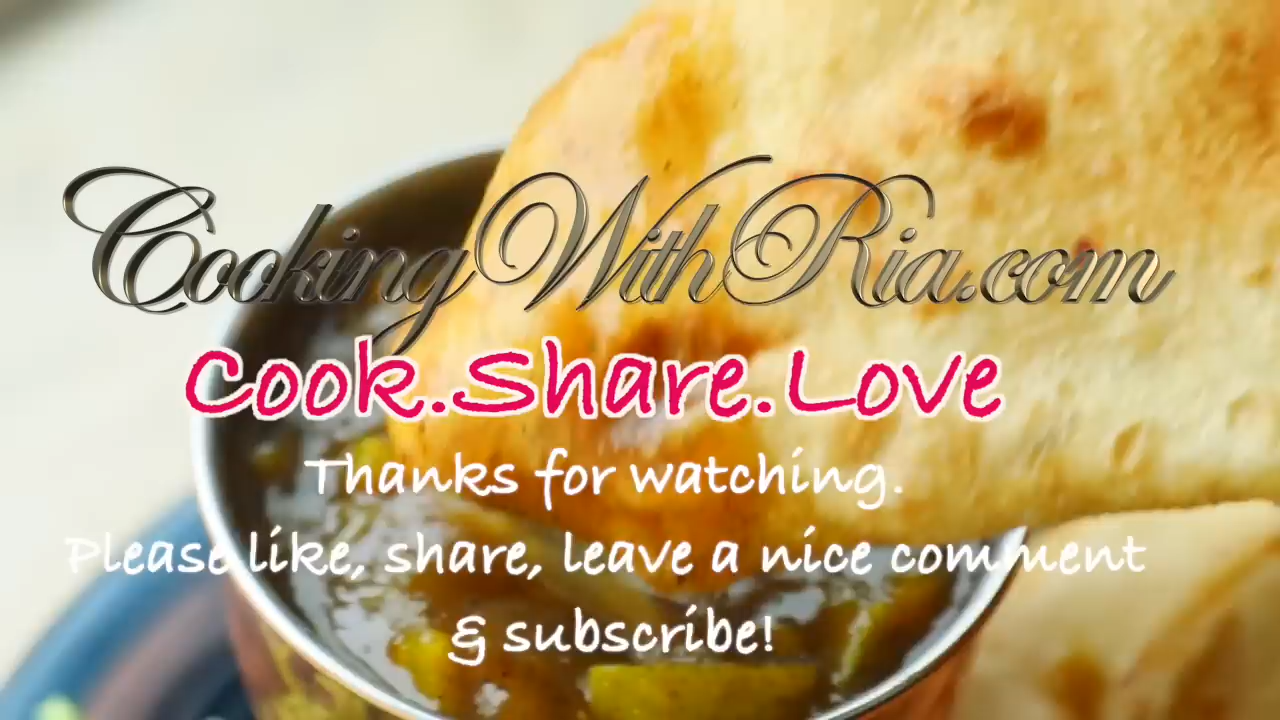 CookingWithRia.com
Cook.Share.Love
Thanks for watching.
Please like, share, leave a nice comment
& subscribe!